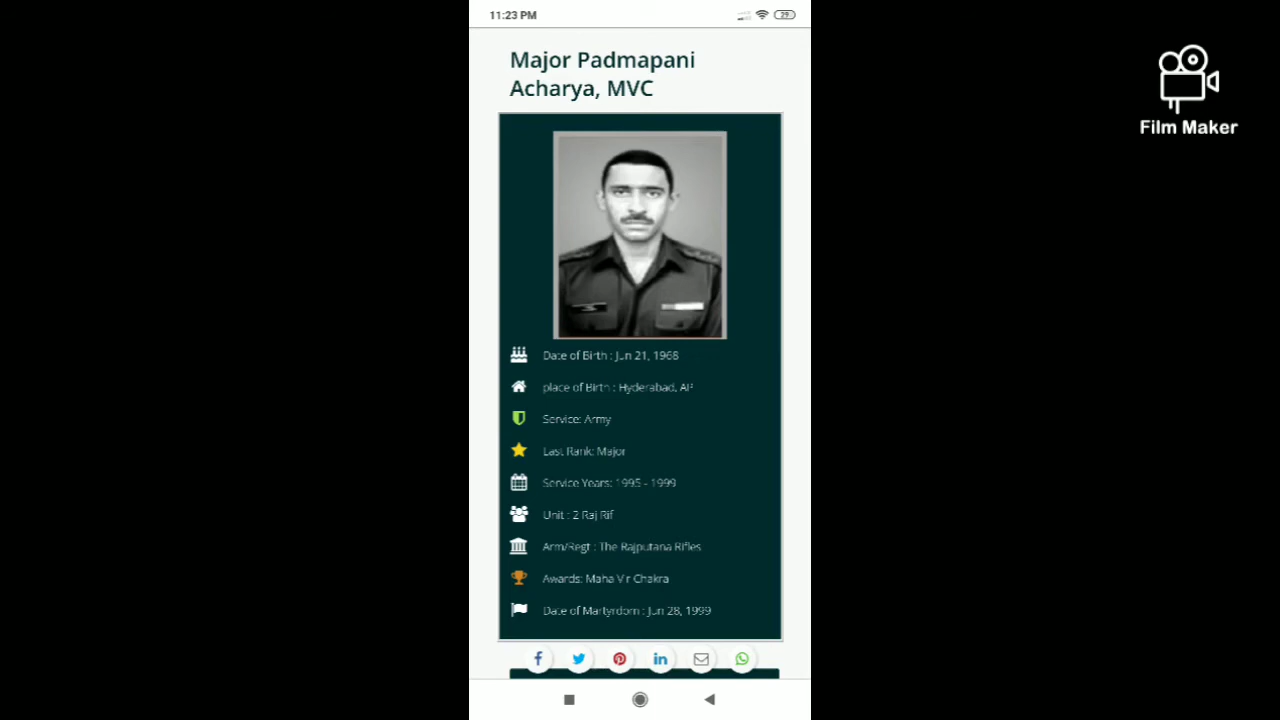 11:23 PM
29
Major Padmapani
Acharya, MVC
Film Maker
Date of Birth : Jun 21, 1968
place of Birth : Hyderabad, AP
Service: Army
Last Rank: Major
Service Years: 1995 - 1999
Unit : 2 Raj Rif
Arm/Regt : The Rajputana Rifles
Awards: Maha Vir Chakra
Date of Martyrdom : Jun 28, 1999